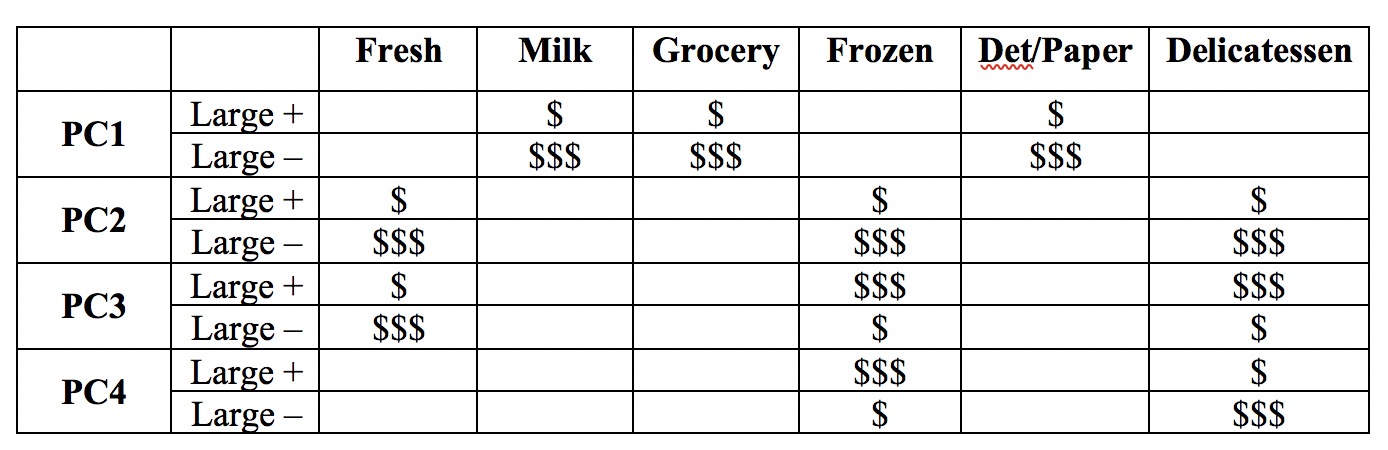 Fresh Milk Grocery Frozen Det/Paper Delicatessen
PC1
Large + $ $ $
Large – $$$ $$$ $$$
PC2
Large + $ $ $
Large – $$$ $$$ $$$
PC3
Large + $ $$$ $$$
Large – $$$ $ $
PC4
Large + $$$ $
Large – $ $$$